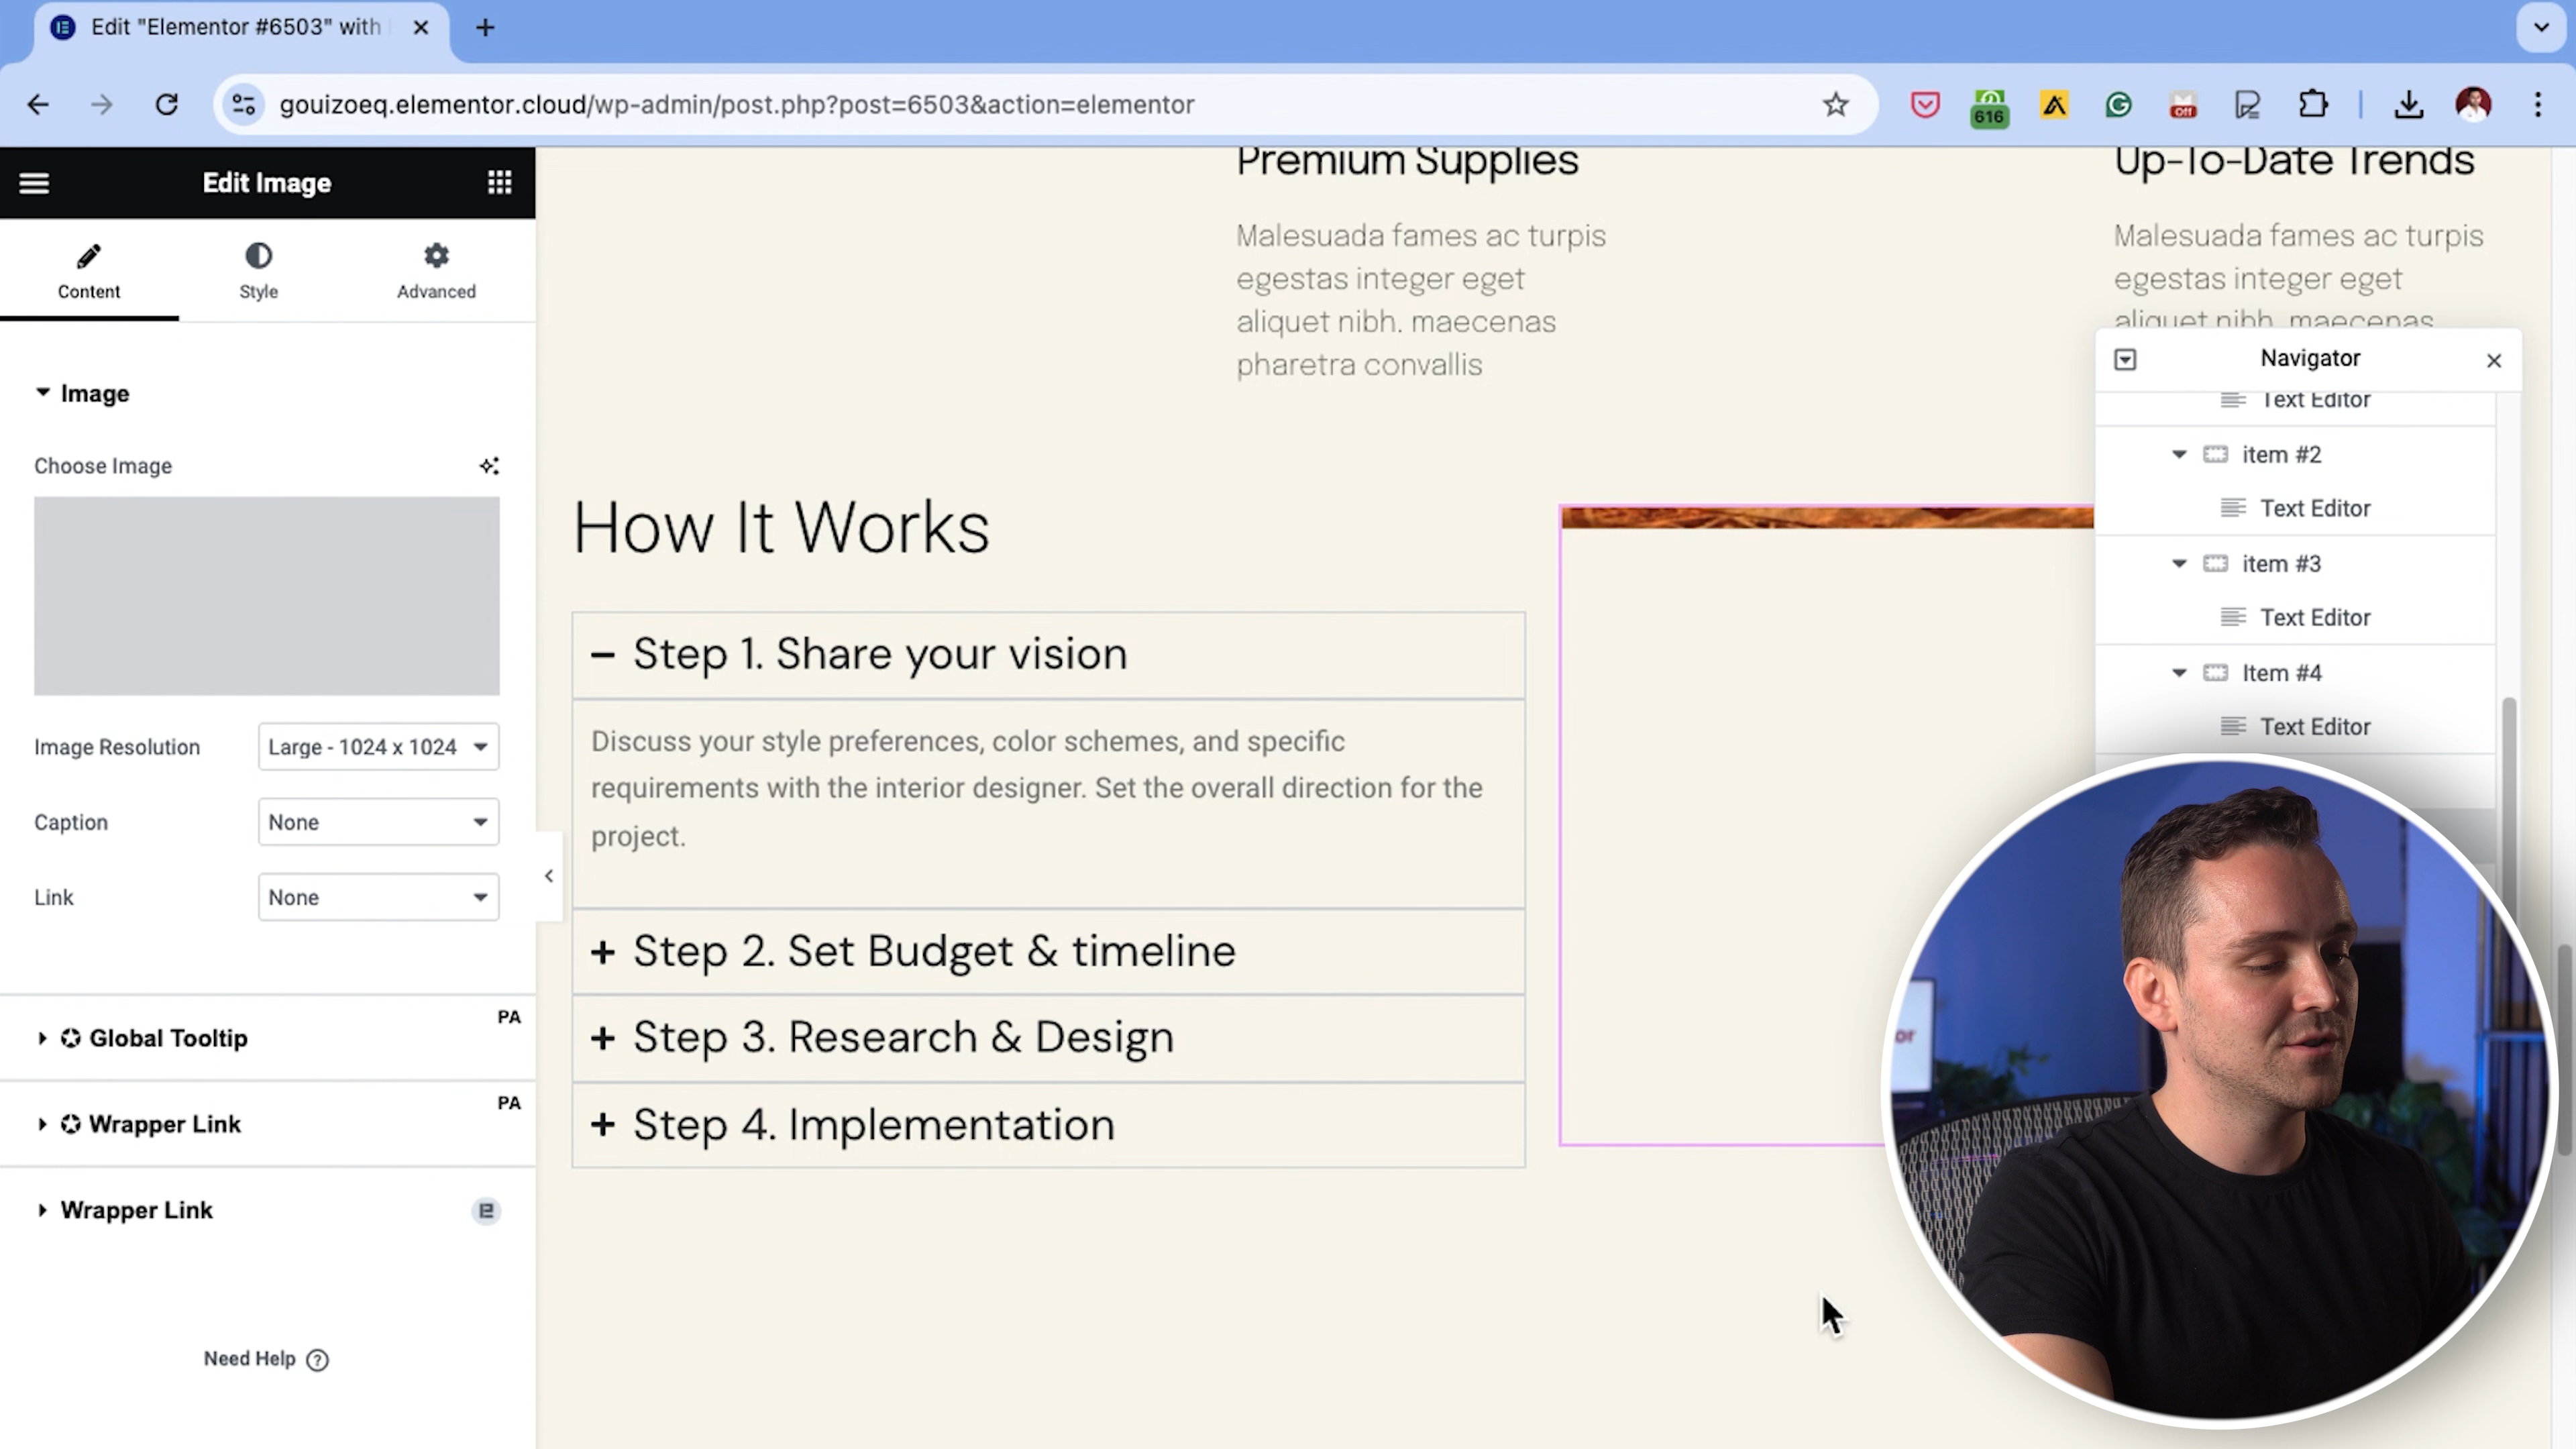 Edit "Elementor #6503" with
gouizoeq.elementor.cloud/wp-admin/post.php?post=6503&action=elementor
616
Off
Edit Image
Content
Style
Advanced
Image
Choose Image
Image Resolution
Large - 1024 x 1024
Caption
None
Link
None
PA
Global Tooltip
PA
Wrapper Link
Wrapper Link
Need Help
Premium Supplies
Malesuada fames ac turpis
egestas integer eget
aliquet nibh. maecenas
pharetra convallis
Up-To-Date Trends
Malesuada fames ac turpis
egestas integer eget
aliquet nibh. maecenas
How It Works
− Step 1. Share your vision
Discuss your style preferences, color schemes, and specific
requirements with the interior designer. Set the overall direction for the
project.
+ Step 2. Set Budget & timeline
+ Step 3. Research & Design
+ Step 4. Implementation
Navigator
Text Editor
item #2
Text Editor
item #3
Text Editor
Item #4
Text Editor
or